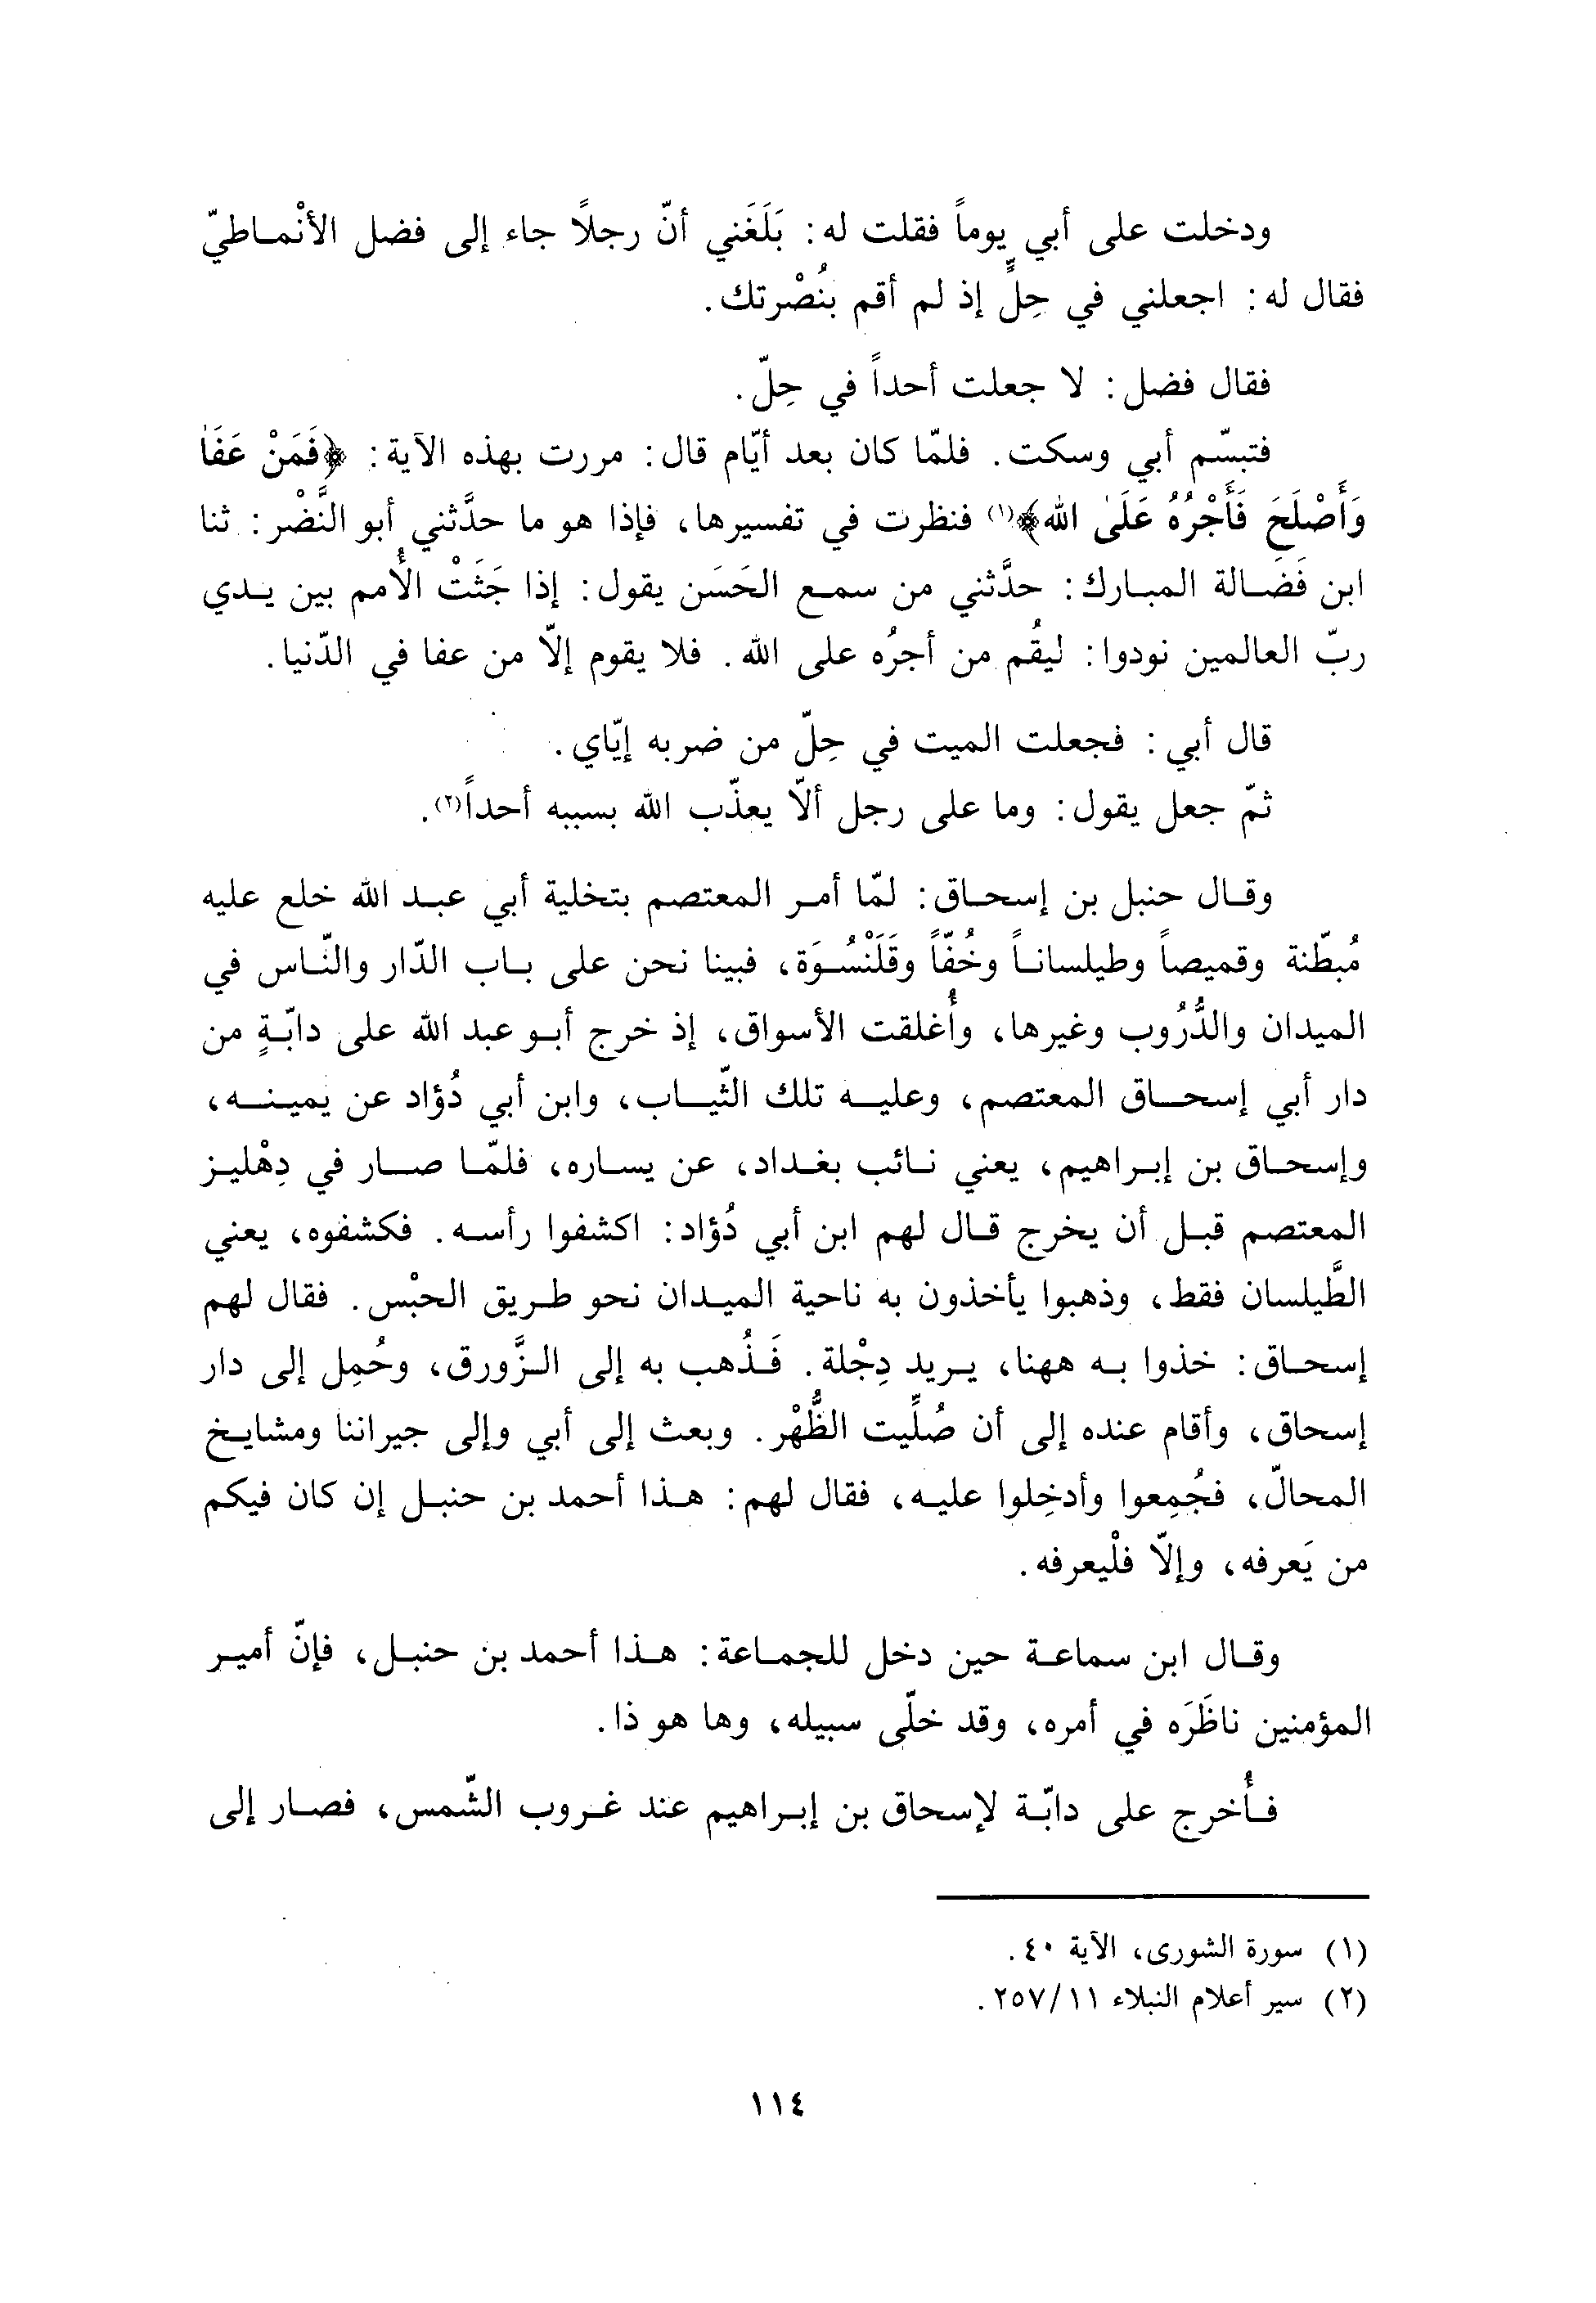 ودخلت على أبي يوماً فقلت له: بَلَغَني أنّ رجلاً جاء إلى فضل الأنْماطيّ
فقال له: اجعلني في حِلٍّ إذ لم أقم بنُصْرتك.
فقال فضل: لا جعلت أحداً في حِلّ.
فتبسّم أبي وسكت. فلمّا كان بعد أيّام قال: مررت بهذه الآية: ﴿فَمَنْ عَفَا
وَأَصْلَحَ فَأَجْرُهُ عَلَىٰ الله﴾(١) فنظرت في تفسيرها، فإذا هو ما حدَّثني أبو النَّضْر: ثنا
ابن فَضَالة المبارك: حدَّثني من سمع الحَسَن يقول: إذا جَثَتْ الأُمم بين يدي
ربّ العالمين نودوا: ليقُم من أجرُه على الله. فلا يقوم إلاّ من عفا في الدّنيا.
قال أبي: فجعلت الميت في حِلّ من ضربه إيّاي.
ثمّ جعل يقول: وما على رجل ألاّ يعذّب الله بسببه أحداً(٢).
وقال حنبل بن إسحاق: لمّا أمر المعتصم بتخلية أبي عبد الله خلع عليه
مُبطّنة وقميصاً وطيلساناً وخُفّاً وقَلَنْسُوَة، فبينا نحن على باب الدّار والنّاس في
الميدان والدُّرُوب وغيرها، وأُغلقت الأسواق، إذ خرج أبو عبد الله على دابّةٍ من
دار أبي إسحاق المعتصم، وعليه تلك الثّياب، وابن أبي دُؤاد عن يمينه،
وإسحاق بن إبراهيم، يعني نائب بغداد، عن يساره، فلمّا صار في دِهْليز
المعتصم قبل أن يخرج قال لهم ابن أبي دُؤاد: اكشفوا رأسه. فكشفوه، يعني
الطَّيلسان فقط، وذهبوا يأخذون به ناحية الميدان نحو طريق الحبْس. فقال لهم
إسحاق: خذوا به ههنا، يريد دِجْلة. فَذُهب به إلى الزَّورق، وحُمِل إلى دار
إسحاق، وأقام عنده إلى أن صُلِّيت الظُّهْر. وبعث إلى أبي وإلى جيراننا ومشايخ
المحالّ، فجُمِعوا وأدخِلوا عليه، فقال لهم: هذا أحمد بن حنبل إن كان فيكم
من يَعرفه، وإلاّ فلْيعرفه.
وقال ابن سماعة حين دخل للجماعة: هذا أحمد بن حنبل، فإنّ أمير
المؤمنين ناظَرَه في أمره، وقد خلّى سبيله، وها هو ذا.
فأُخرج على دابّة لإسحاق بن إبراهيم عند غروب الشّمس، فصار إلى
(١) سورة الشورى، الآية ٤٠.
(٢) سير أعلام النبلاء ٢٥٧/١١.
١١٤